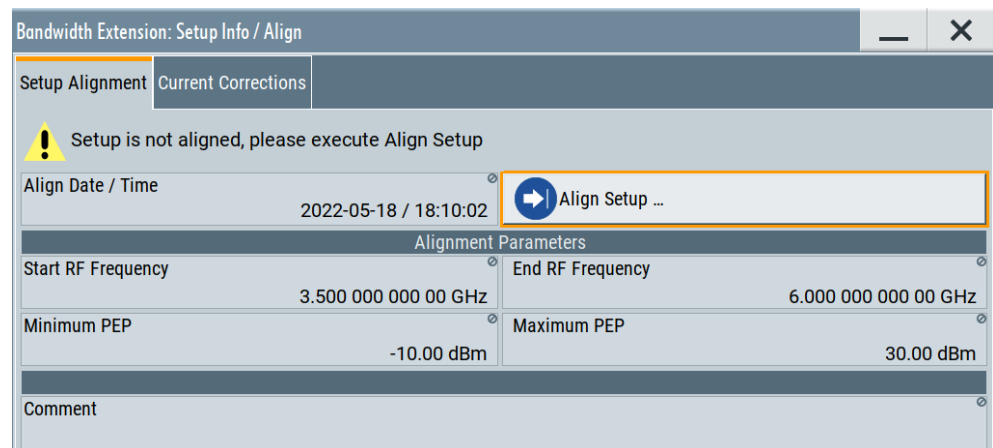 Bandwidth Extension: Setup Info / Align
Setup Alignment Current Corrections
Setup is not aligned, please execute Align Setup
Align Date / Time
2022-05-18 / 18:10:02
Align Setup ...
Alignment Parameters
Start RF Frequency
3.500 000 000 00 GHz
End RF Frequency
6.000 000 000 00 GHz
Minimum PEP
-10.00 dBm
Maximum PEP
30.00 dBm
Comment